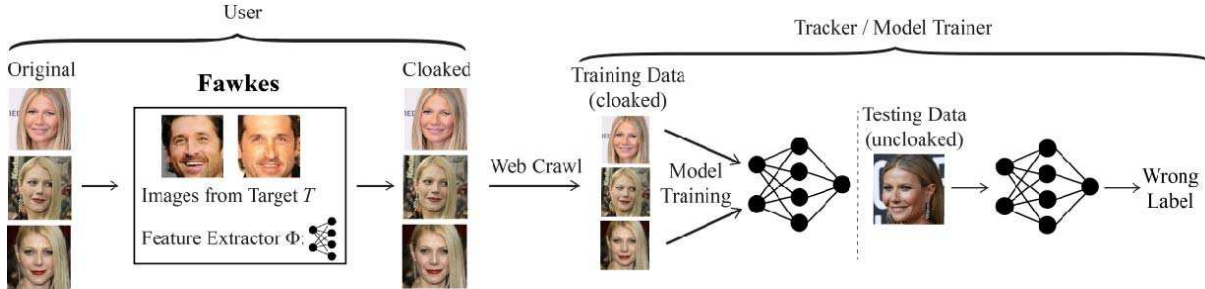 User
Original
Fawkes
Images from Target T
Feature Extractor Φ:
Cloaked
Web Crawl
Tracker / Model Trainer
Training Data
(cloaked)
Model
Training
Testing Data
(uncloaked)
Wrong
Label